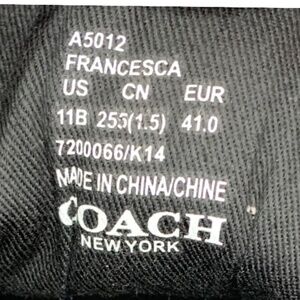 A5012
FRANCESCA
US CN EUR
11B 255(1.5) 41.0
7200066/K14
MADE IN CHINA/CHINE
COACH
NEW YORK